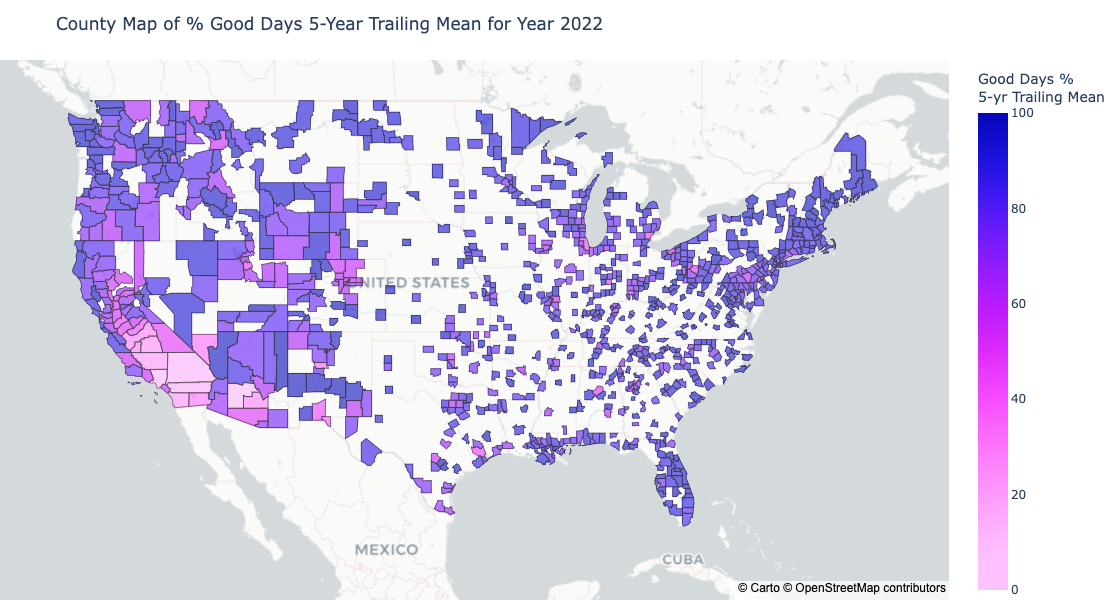 County Map of % Good Days 5-Year Trailing Mean for Year 2022
Good Days %
5-yr Trailing Mean
100
80
60
40
20
0
UNITED STATES
MEXICO
CUBA
© Carto © OpenStreetMap contributors